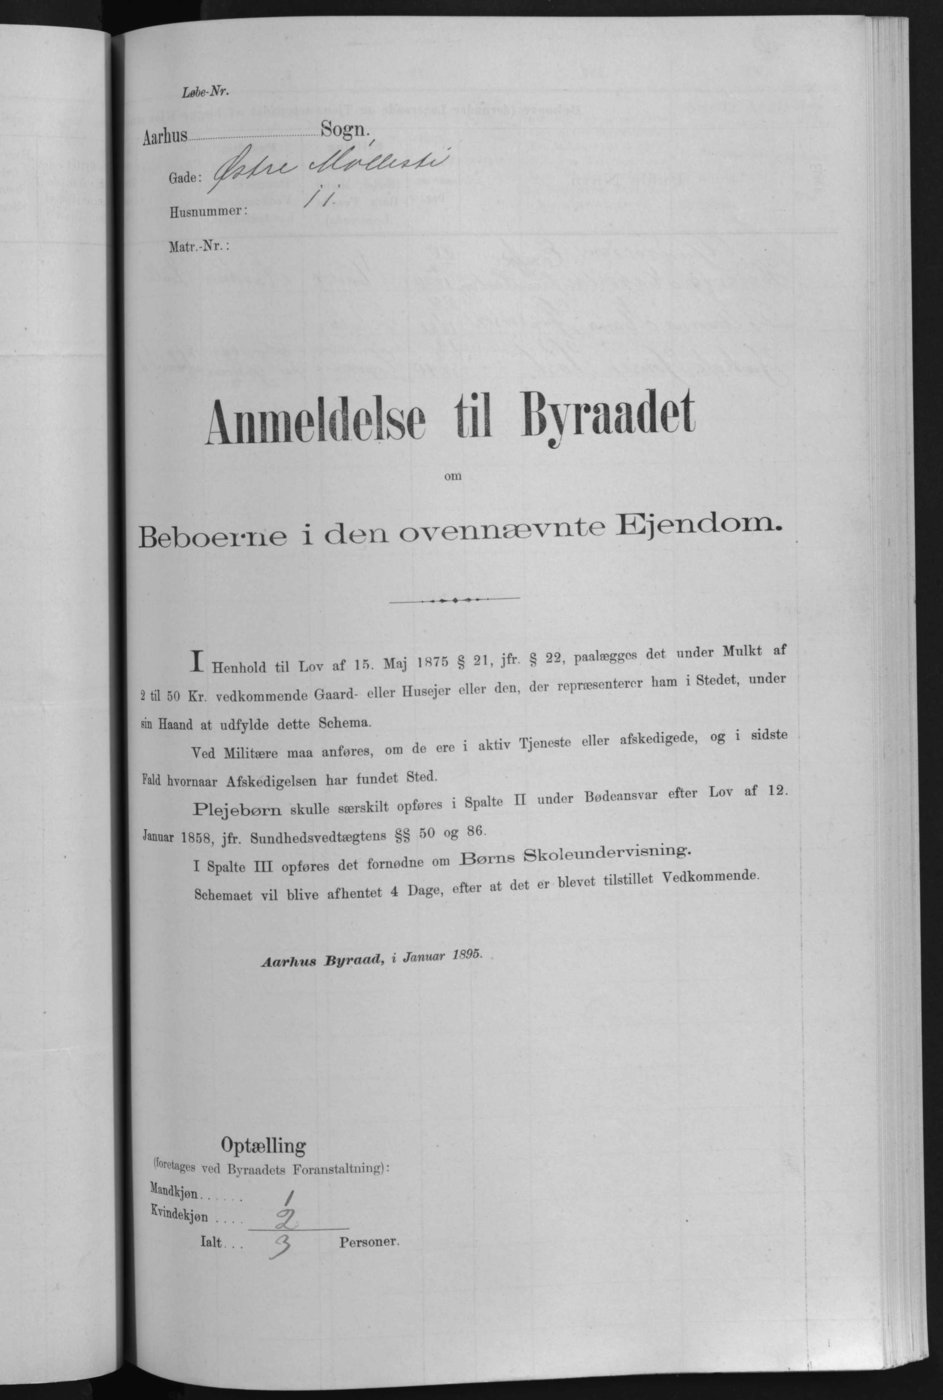 Løbe-Nr.
Aarhus Sogn.
Gade: Østre Møllesti
Husnummer: 11.
Matr.-Nr.:
Anmeldelse til Byraadet
om
Beboerne i den ovennævnte Ejendom.
I Henhold til Lov af 15. Maj 1875 § 21, jfr. § 22, paalægges det under Mulkt af
2 til 50 Kr. vedkommende Gaard- eller Husejer eller den, der repræsenterer ham i Stedet, under
sin Haand at udfylde dette Schema.
Ved Militære maa anføres, om de ere i aktiv Tjeneste eller afskedigede, og i sidste
Fald hvornaar Afskedigelsen har fundet Sted.
Plejebørn skulle særskilt opføres i Spalte II under Bødeansvar efter Lov af 12.
Januar 1858, jfr. Sundhedsvedtægtens §§ 50 og 86.
I Spalte III opføres det fornødne om Børns Skoleundervisning.
Schemaet vil blive afhentet 4 Dage, efter at det er blevet tilstillet Vedkommende.
Aarhus Byraad, i Januar 1895.
Optælling
(foretages ved Byraadets Foranstaltning):
Mandkjøn...... 1
Kvindekjøn.... 2
Ialt... 3 Personer.